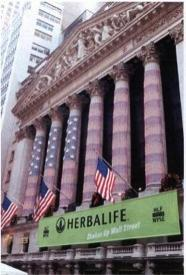 HERBALIFE
Shakes Up Wall Street
HLF
NYSE